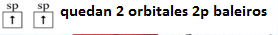 sp sp quedan 2 orbitales 2p baleiros
↑ ↑